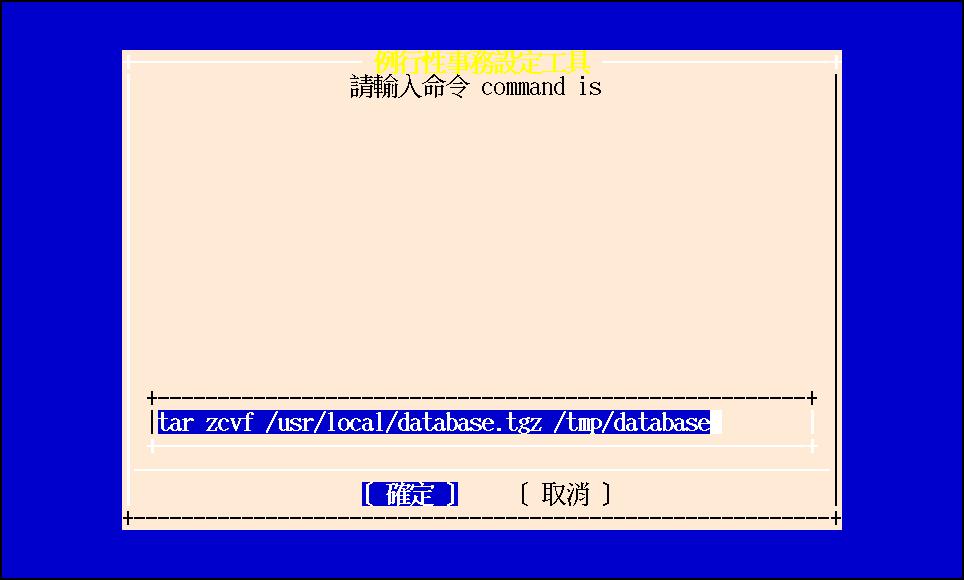 例行性事務設定工具
請輸入命令 command is
tar zcvf /usr/local/database.tgz /tmp/database
[ 確定 ] [ 取消 ]